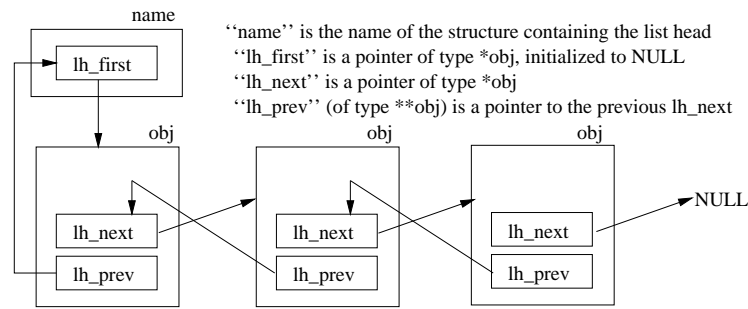 name
‘‘name’’ is the name of the structure containing the list head
‘‘lh_first’’ is a pointer of type *obj, initialized to NULL
‘‘lh_next’’ is a pointer of type *obj
‘‘lh_prev’’ (of type **obj) is a pointer to the previous lh_next
lh_first
obj
obj
obj
lh_next
lh_next
lh_next
NULL
lh_prev
lh_prev
lh_prev